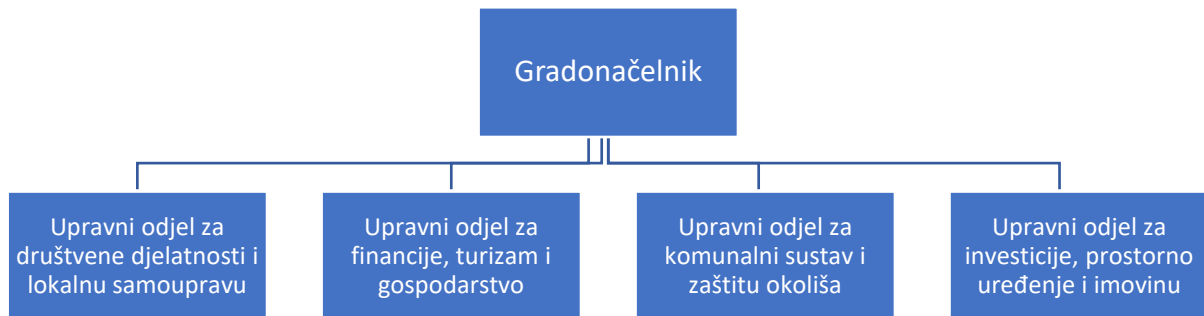 Gradonačelnik
Upravni odjel za
društvene djelatnosti i
lokalnu samoupravu
Upravni odjel za
financije, turizam i
gospodarstvo
Upravni odjel za
komunalni sustav i
zaštitu okoliša
Upravni odjel za
investicije, prostorno
uređenje i imovinu